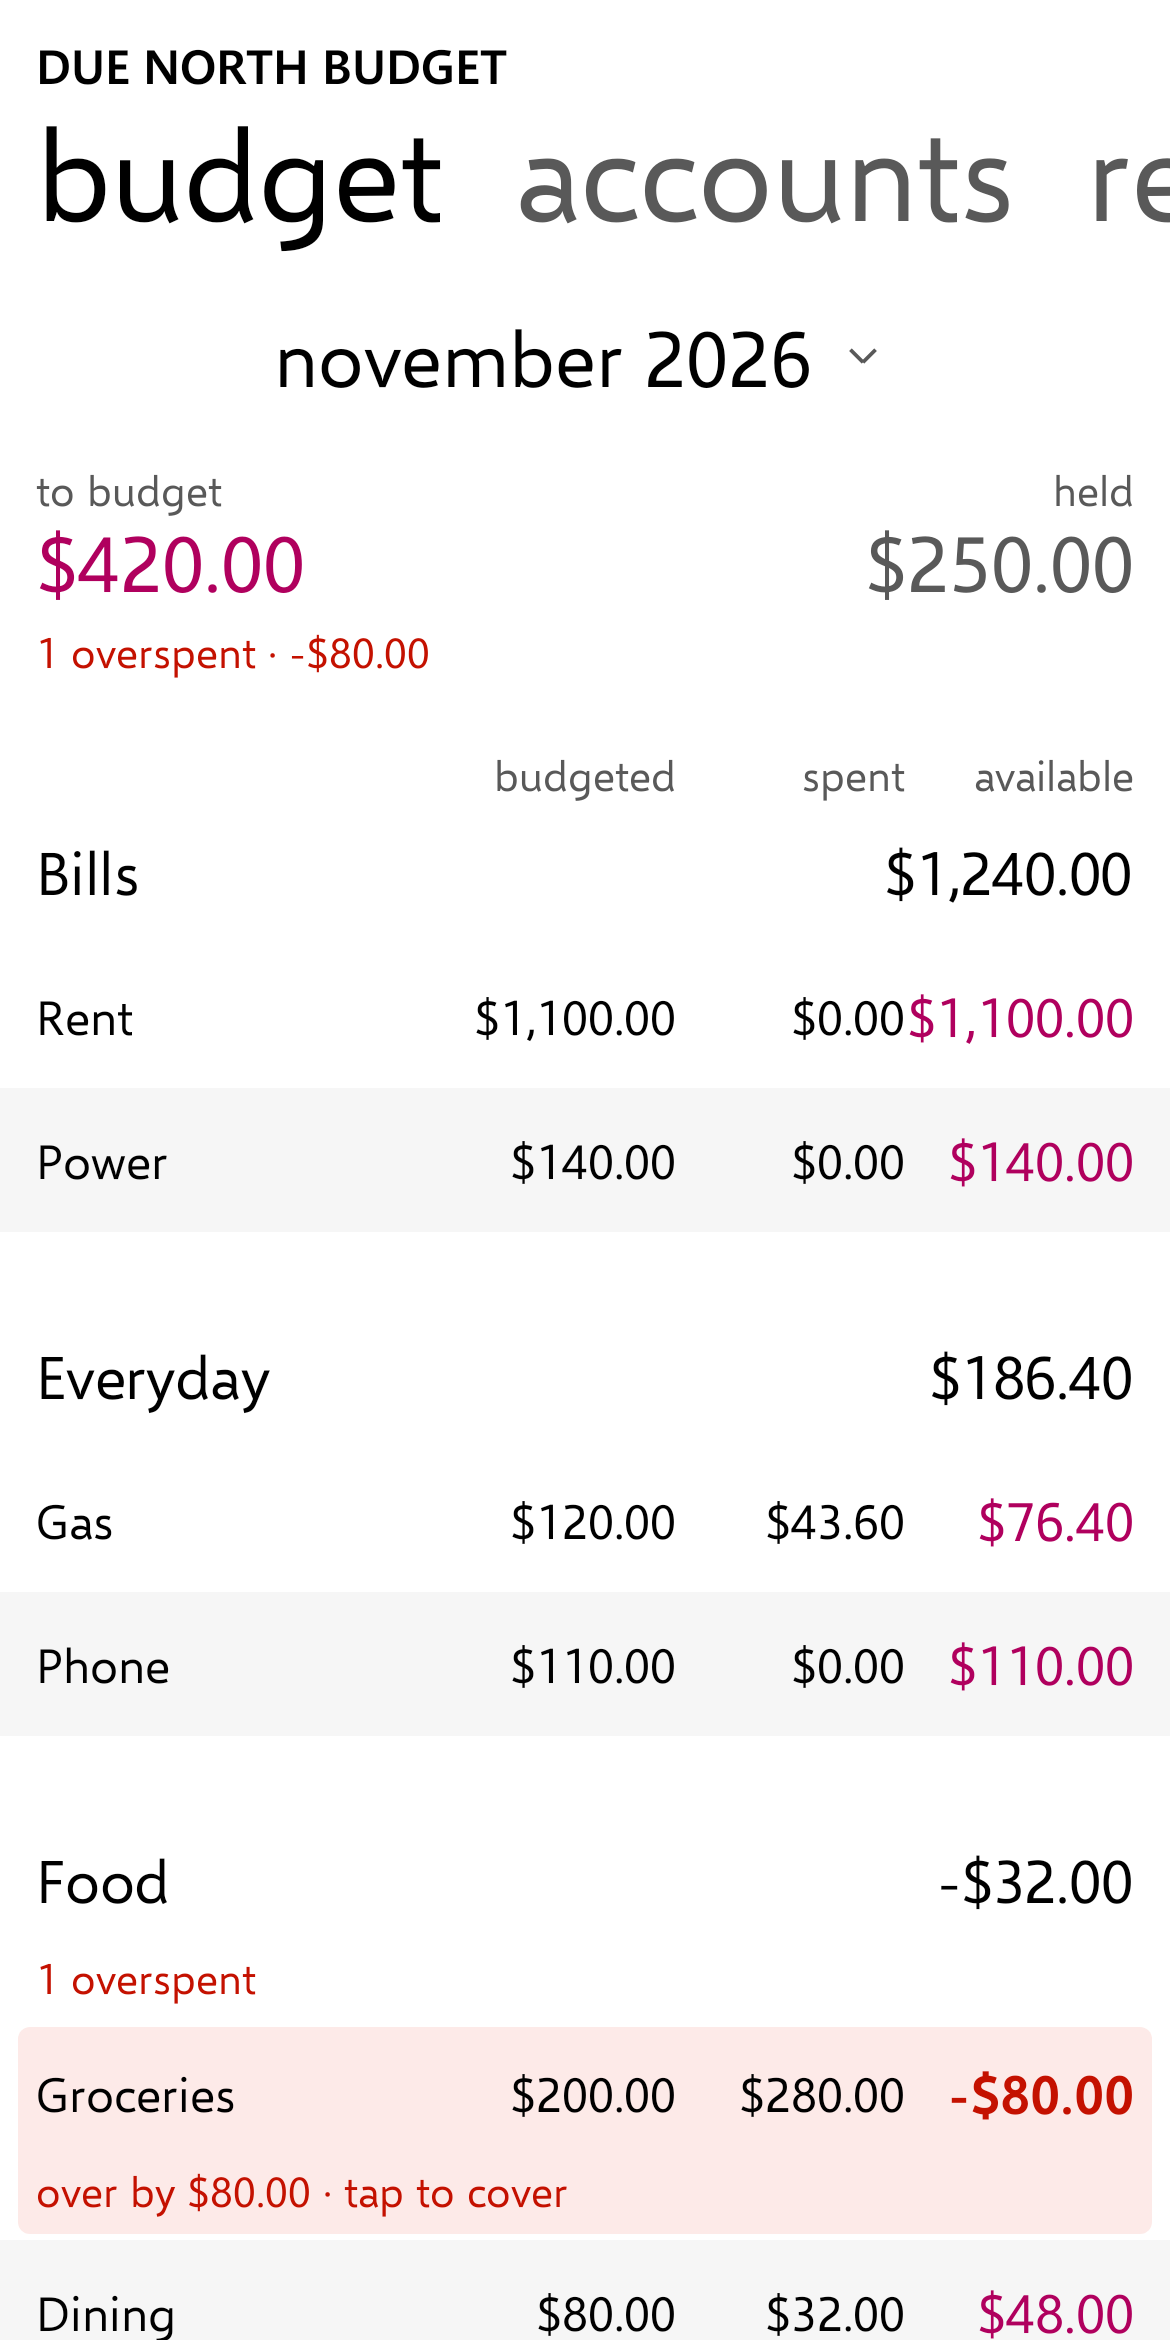 DUE NORTH BUDGET
budget accounts re
november 2026
to budget held
$420.00 $250.00
1 overspent · -$80.00
budgeted spent available
Bills $1,240.00
Rent $1,100.00 $0.00 $1,100.00
Power $140.00 $0.00 $140.00
Everyday $186.40
Gas $120.00 $43.60 $76.40
Phone $110.00 $0.00 $110.00
Food -$32.00
1 overspent
Groceries $200.00 $280.00 -$80.00
over by $80.00 · tap to cover
Dining $80.00 $32.00 $48.00